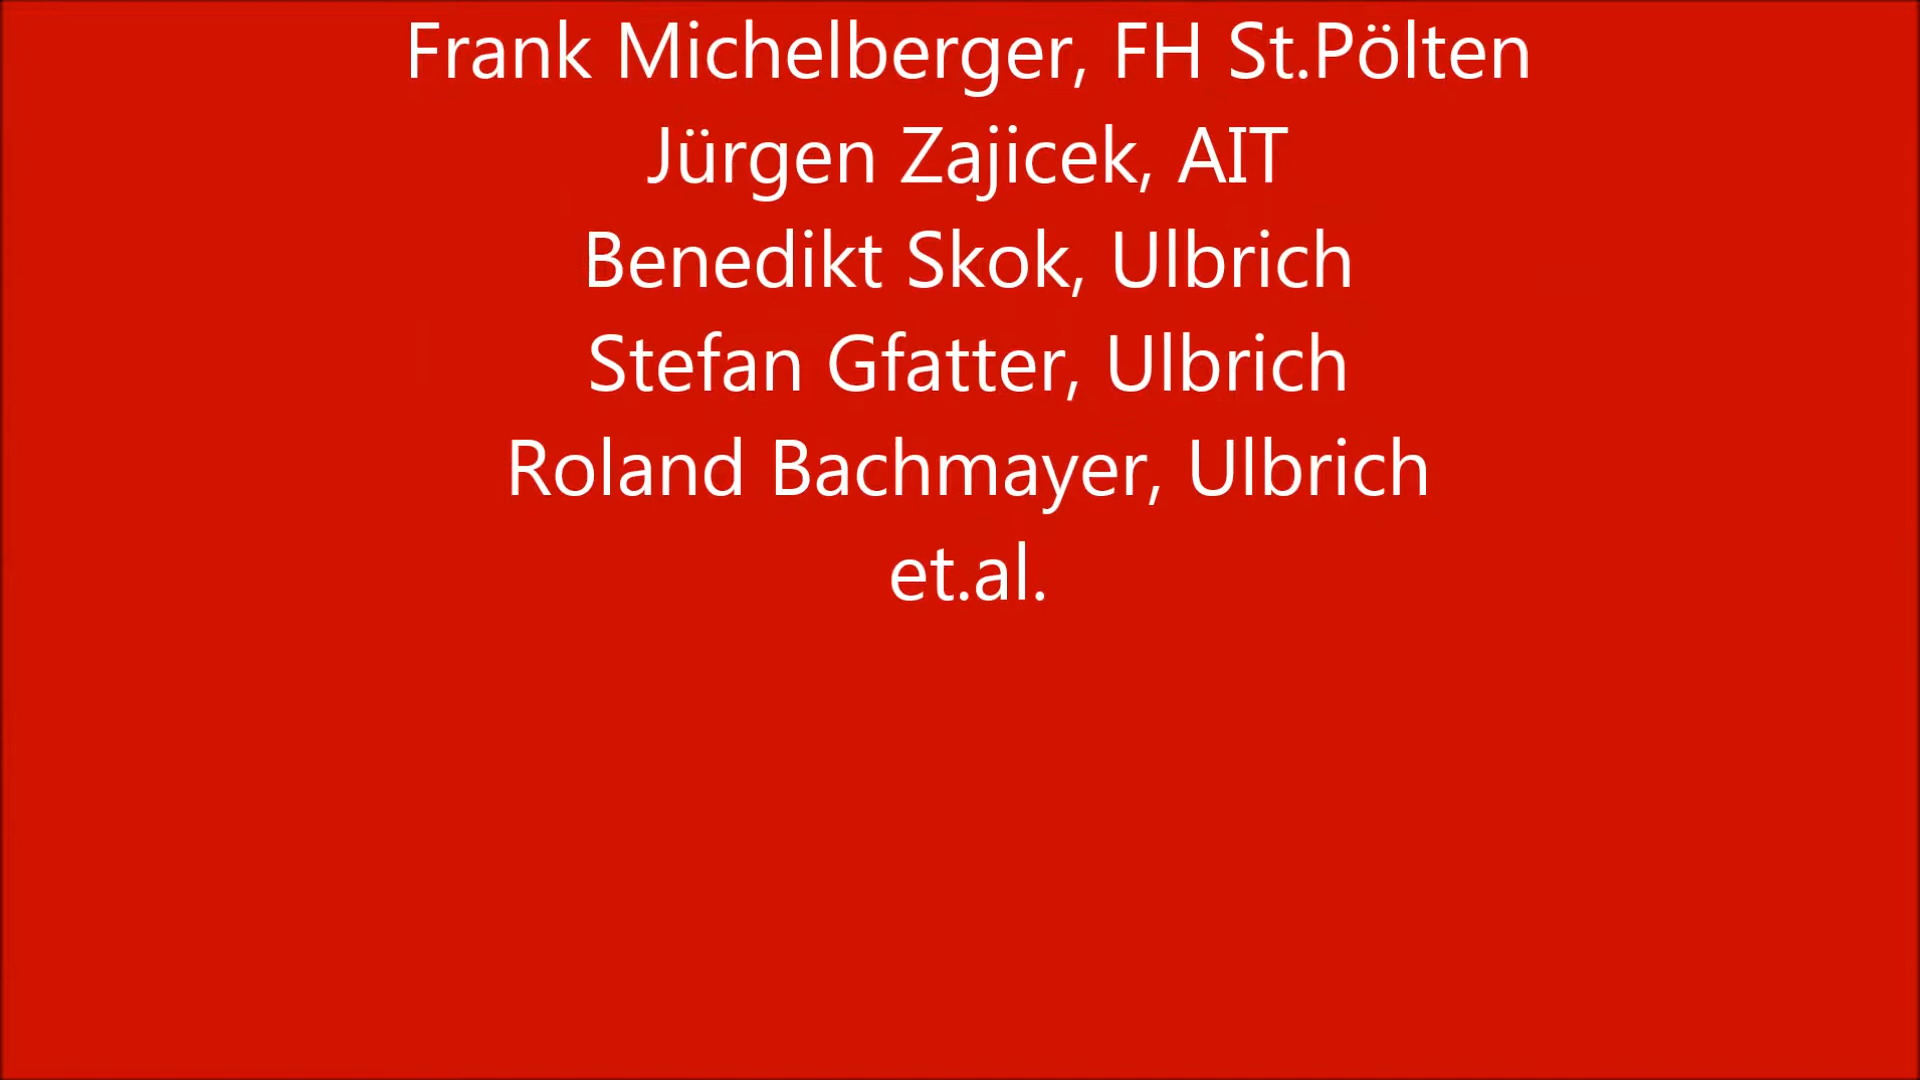 Frank Michelberger, FH St.Pölten
Jürgen Zajicek, AIT
Benedikt Skok, Ulbrich
Stefan Gfatter, Ulbrich
Roland Bachmayer, Ulbrich
et.al.